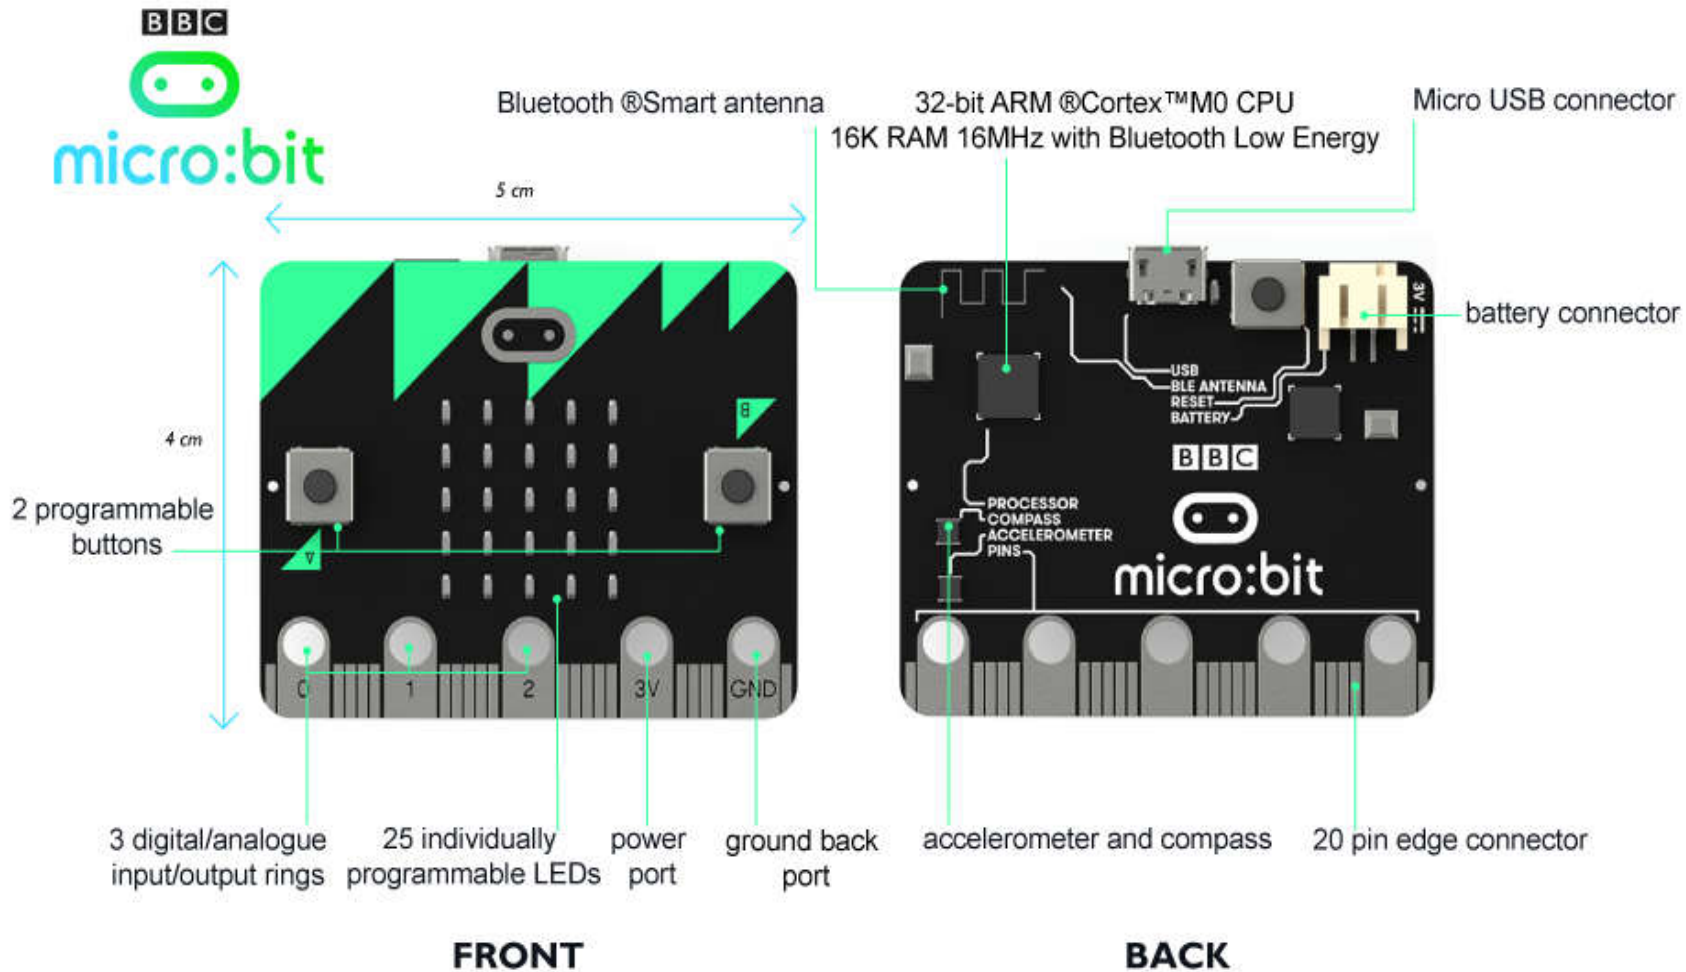 BBC
micro:bit
Bluetooth ®Smart antenna
32-bit ARM ®Cortex™M0 CPU
16K RAM 16MHz with Bluetooth Low Energy
Micro USB connector
5 cm
4 cm
battery connector
3V
USB
BLE ANTENNA
RESET
BATTERY
B
BBC
2 programmable
buttons
A
PROCESSOR
COMPASS
ACCELEROMETER
PINS
micro:bit
0
1
2
3V
GND
3 digital/analogue
input/output rings
25 individually
programmable LEDs
power
port
ground back
port
accelerometer and compass
20 pin edge connector
FRONT
BACK